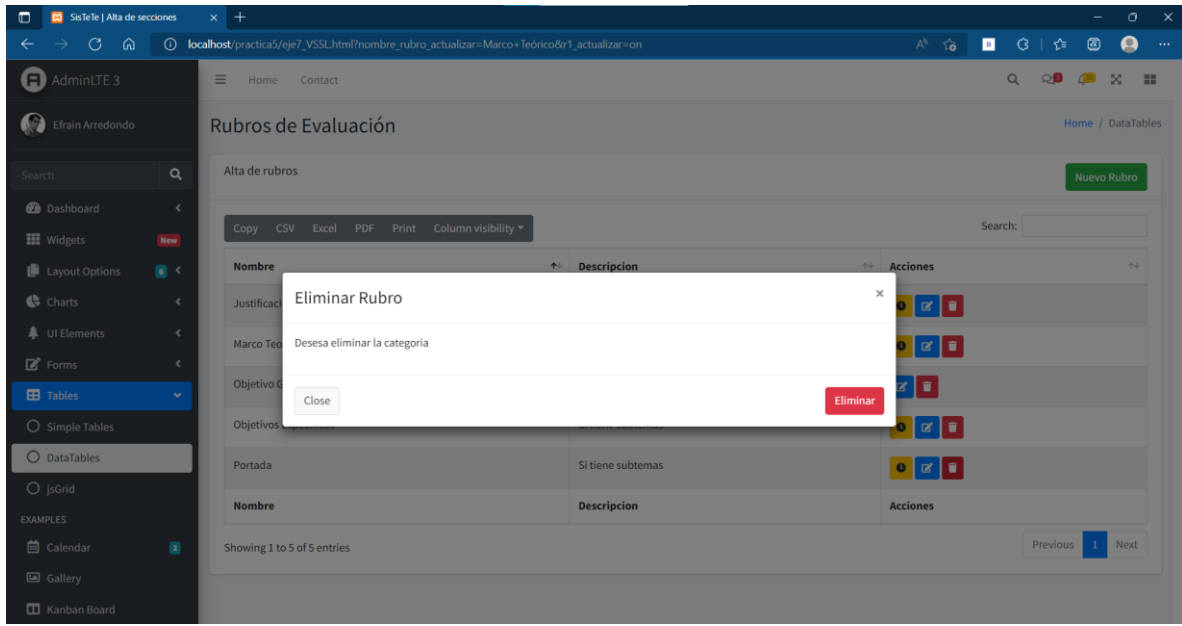 SisTeTe | Alta de secciones
localhost/practica5/eje7_VSSL.html?nombre_rubro_actualizar=Marco+Teórico&r1_actualizar=on
AdminLTE 3
Home Contact
Efrain Arredondo
Rubros de Evaluación
Home / DataTables
Search
Alta de rubros
Nuevo Rubro
Dashboard
Copy CSV Excel PDF Print Column visibility
Search:
Widgets New
Nombre Descripcion Acciones
Layout Options 6
Eliminar Rubro ×
Charts
Justificaci
UI Elements
Marco Teo
Desesa eliminar la categoria
Forms
Objetivo G
Tables
Close Eliminar
Simple Tables
Objetivos Especificos Si tiene subtemas
DataTables
Portada Si tiene subtemas
jsGrid
Nombre Descripcion Acciones
EXAMPLES
Calendar 2
Showing 1 to 5 of 5 entries
Previous 1 Next
Gallery
Kanban Board